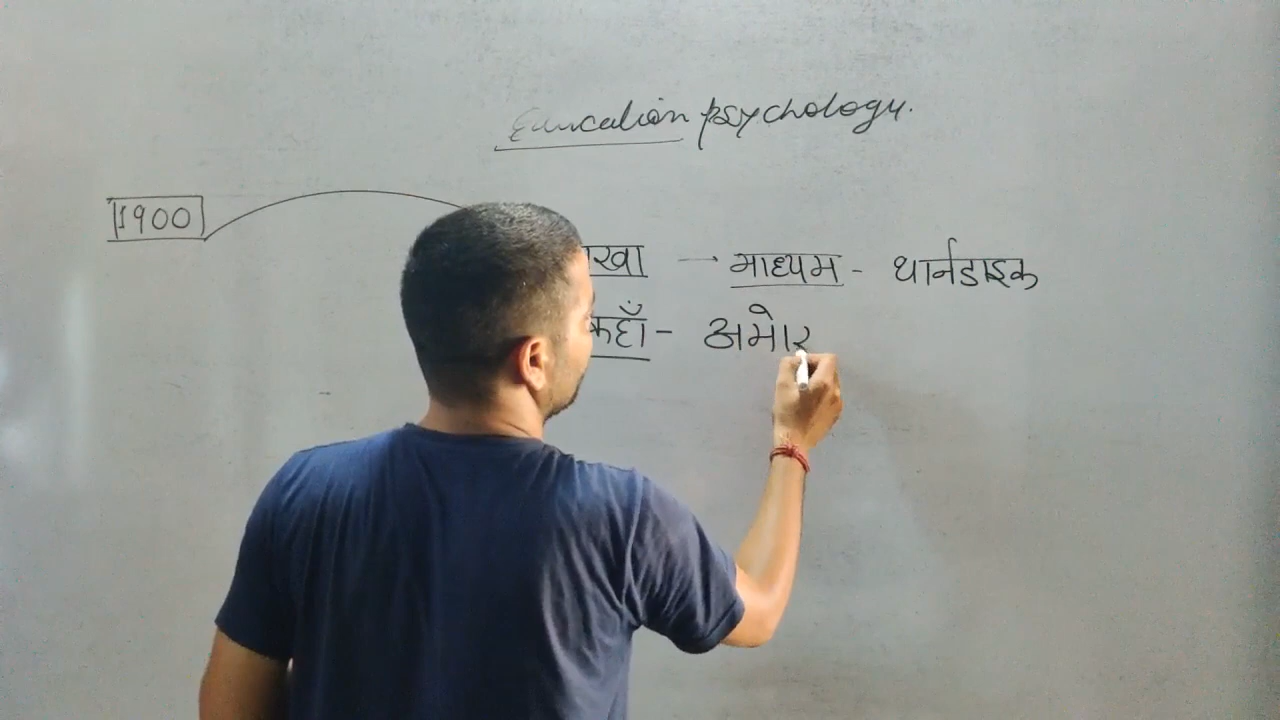 Education psychology.
1900
खा → माध्यम - थार्नडाइक
कहाँ - अमेर